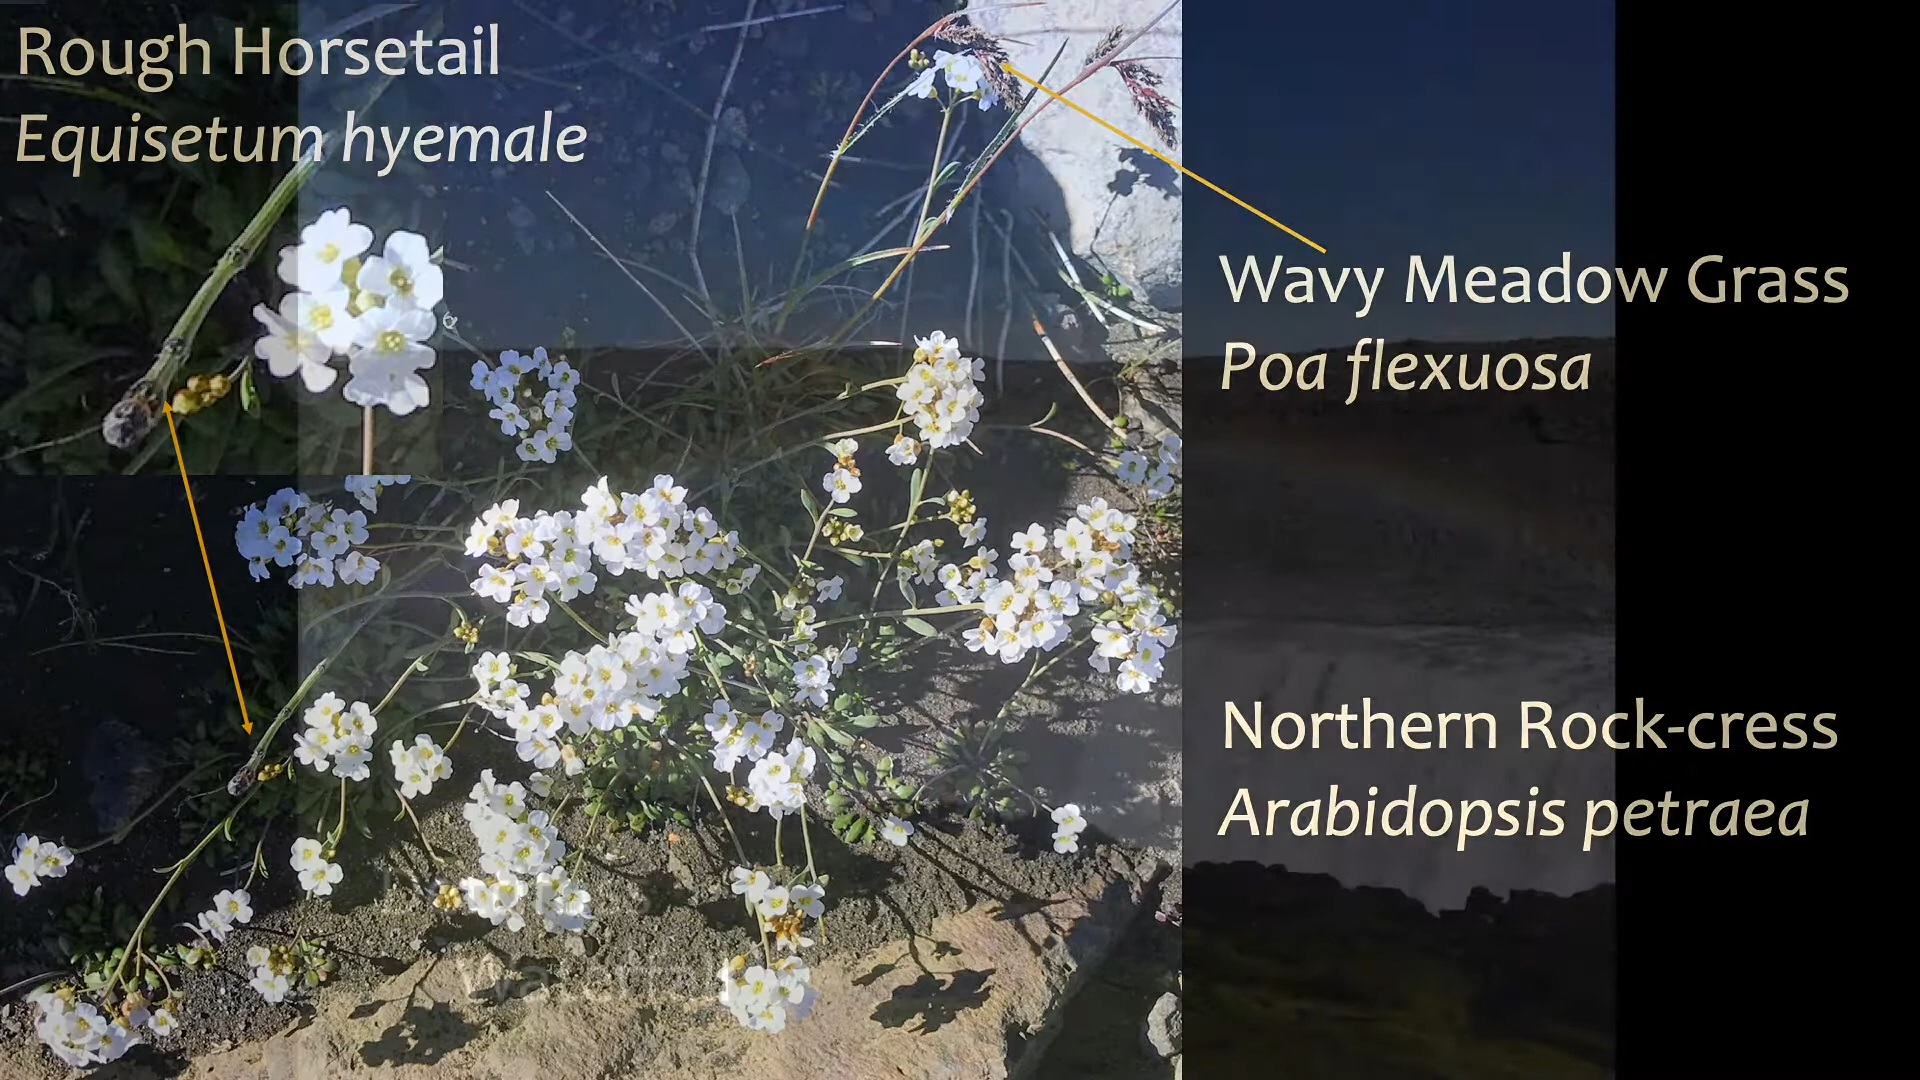 Rough Horsetail
Equisetum hyemale
Wavy Meadow Grass
Poa flexuosa
Northern Rock-cress
Arabidopsis petraea